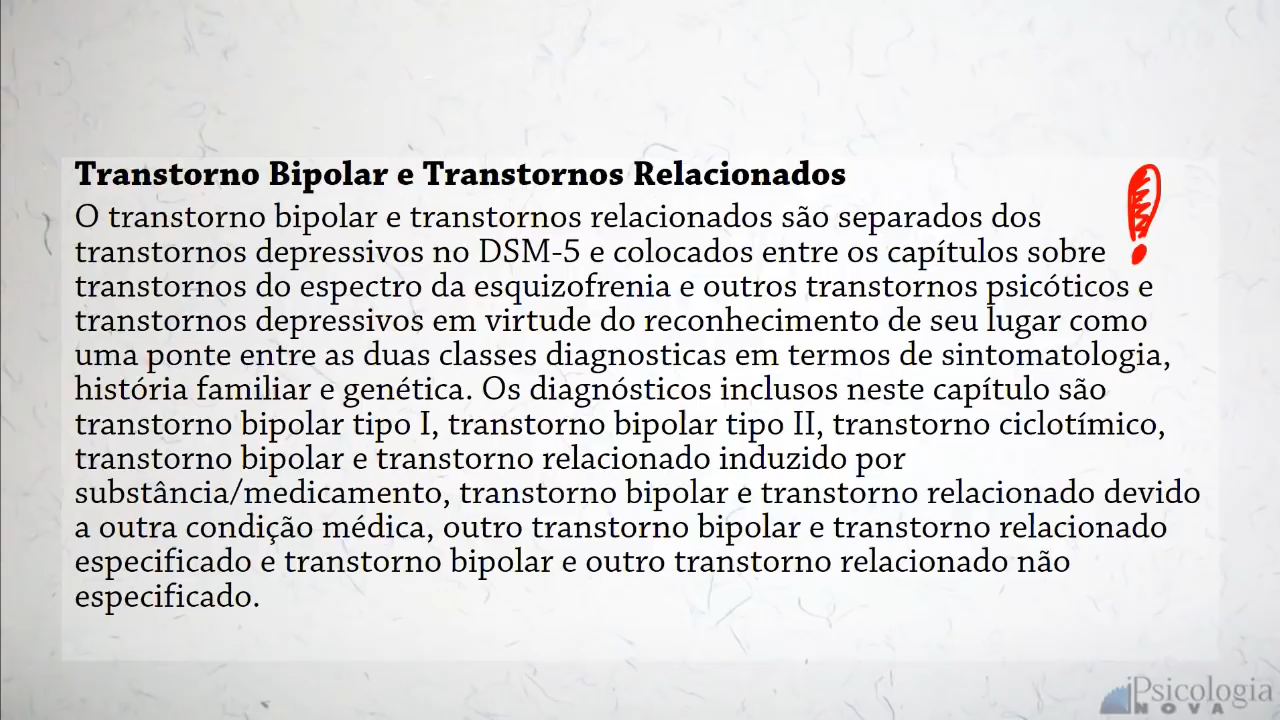 Transtorno Bipolar e Transtornos Relacionados
O transtorno bipolar e transtornos relacionados são separados dos
transtornos depressivos no DSM-5 e colocados entre os capítulos sobre
transtornos do espectro da esquizofrenia e outros transtornos psicóticos e
transtornos depressivos em virtude do reconhecimento de seu lugar como
uma ponte entre as duas classes diagnosticas em termos de sintomatologia,
história familiar e genética. Os diagnósticos inclusos neste capítulo são
transtorno bipolar tipo I, transtorno bipolar tipo II, transtorno ciclotímico,
transtorno bipolar e transtorno relacionado induzido por
substância/medicamento, transtorno bipolar e transtorno relacionado devido
a outra condição médica, outro transtorno bipolar e transtorno relacionado
especificado e transtorno bipolar e outro transtorno relacionado não
especificado.
!
Psicologia
NOVA